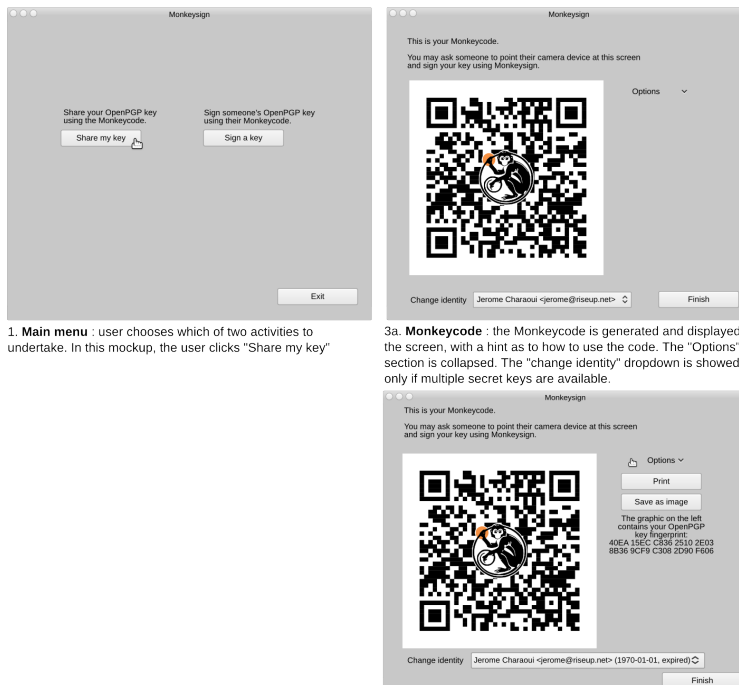 Monkeysign
Share your OpenPGP key
using the Monkeycode.
Share my key
Sign someone's OpenPGP key
using their Monkeycode.
Sign a key
Exit
1. Main menu : user chooses which of two activities to
undertake. In this mockup, the user clicks "Share my key"
Monkeysign
This is your Monkeycode.
You may ask someone to point their camera device at this screen
and sign your key using Monkeysign.
Options
Change identity
Jerome Charaoui <jerome@riseup.net>
Finish
3a. Monkeycode : the Monkeycode is generated and displayed
the screen, with a hint as to how to use the code. The "Options"
section is collapsed. The "change identity" dropdown is showed
only if multiple secret keys are available.
Monkeysign
This is your Monkeycode.
You may ask someone to point their camera device at this screen
and sign your key using Monkeysign.
Options
Print
Save as image
The graphic on the left
contains your OpenPGP
key fingerprint:
40EA 15EC C836 2510 2E03
8B36 9CF9 C308 2D90 F606
Change identity
Jerome Charaoui <jerome@riseup.net> (1970-01-01, expired)
Finish